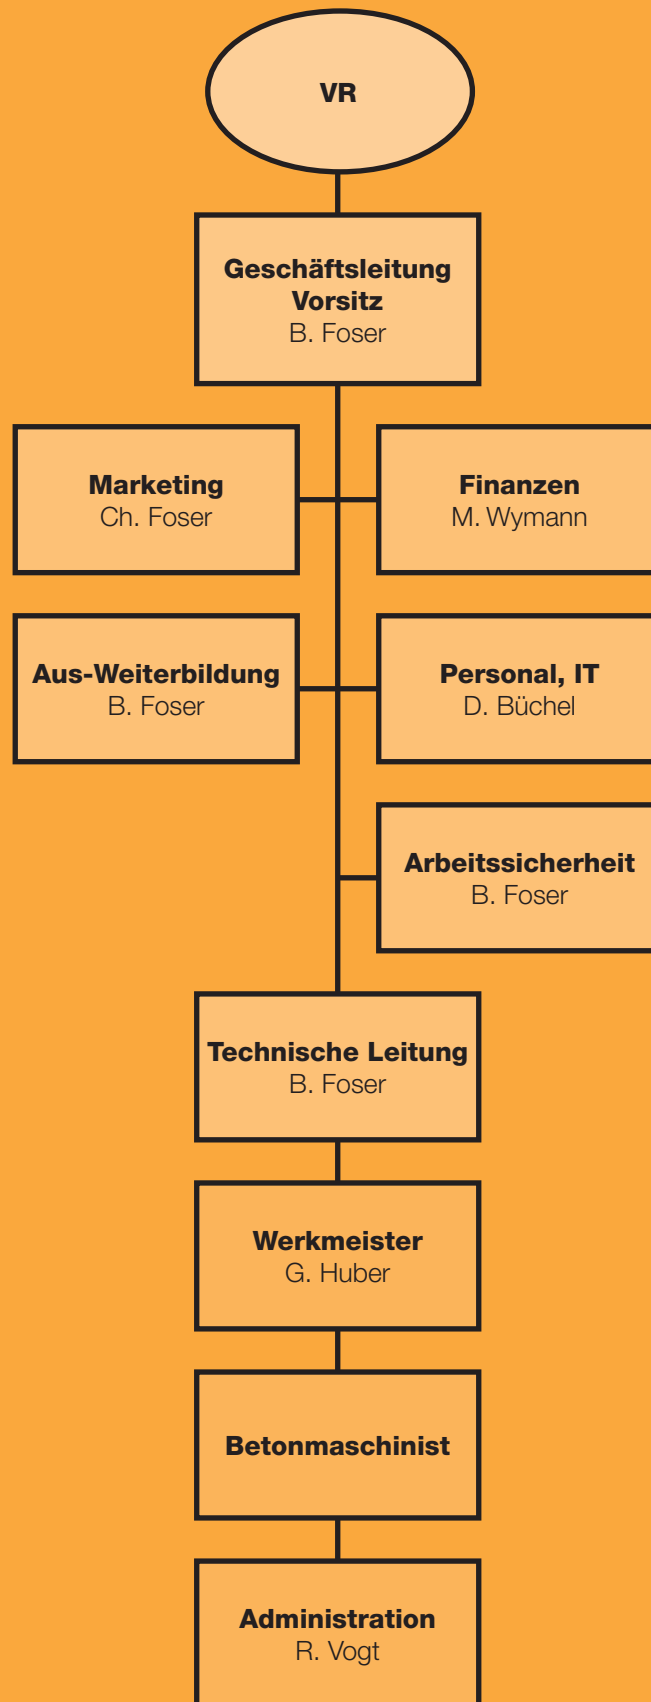 VR
Geschäftsleitung
Vorsitz
B. Foser
Marketing
Ch. Foser
Finanzen
M. Wymann
Aus-Weiterbildung
B. Foser
Personal, IT
D. Büchel
Arbeitssicherheit
B. Foser
Technische Leitung
B. Foser
Werkmeister
G. Huber
Betonmaschinist
Administration
R. Vogt